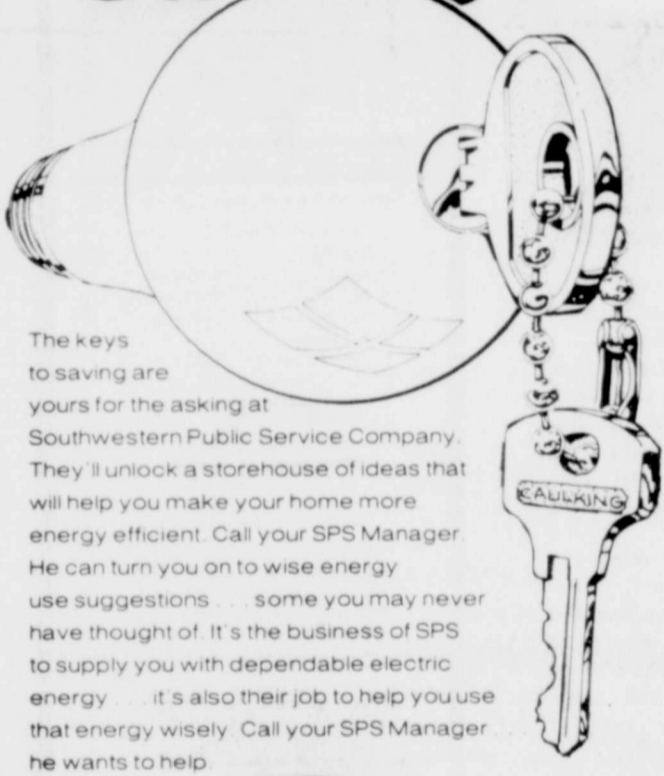 The keys
to saving are
yours for the asking at
Southwestern Public Service Company.
They'll unlock a storehouse of ideas that
will help you make your home more
energy efficient. Call your SPS Manager.
He can turn you on to wise energy
use suggestions . . . some you may never
have thought of. It's the business of SPS
to supply you with dependable electric
energy . . . it's also their job to help you use
that energy wisely. Call your SPS Manager . . .
he wants to help.
CAULKING